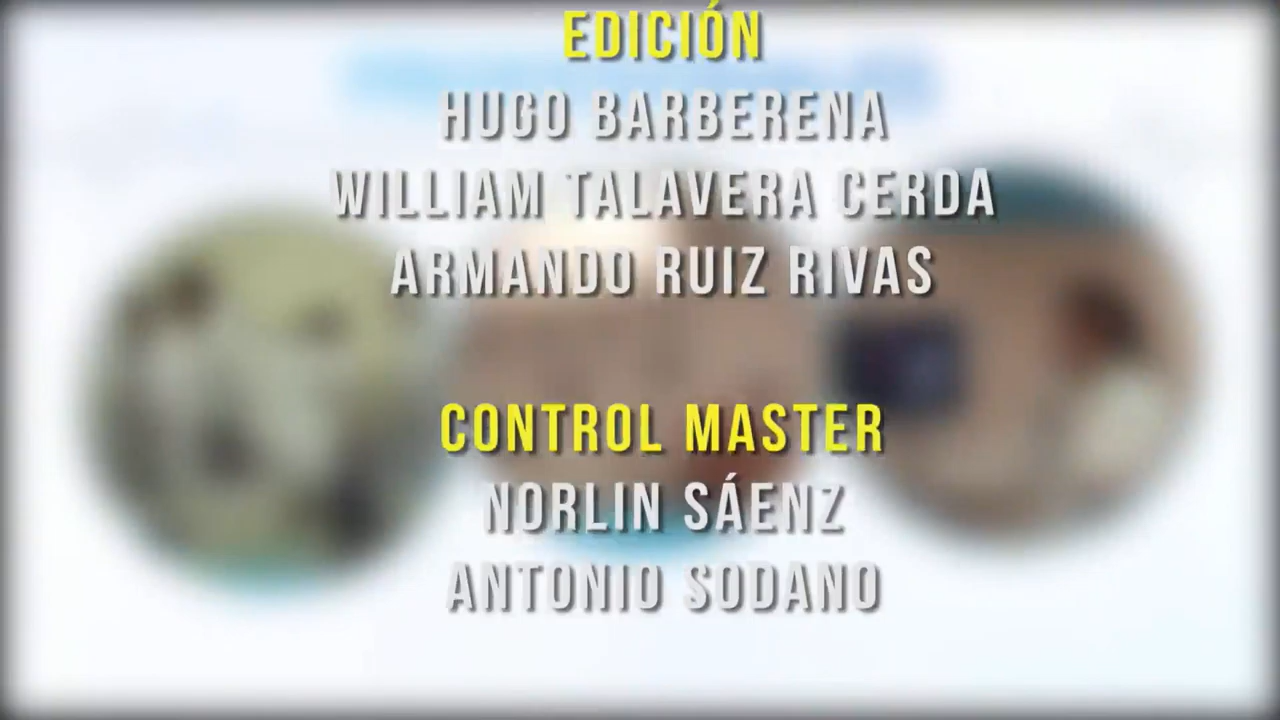 EDICIÓN
HUGO BARBERENA
WILLIAM TALAVERA CERDA
ARMANDO RUIZ RIVAS
CONTROL MASTER
NORLIN SÁENZ
ANTONIO SODANO